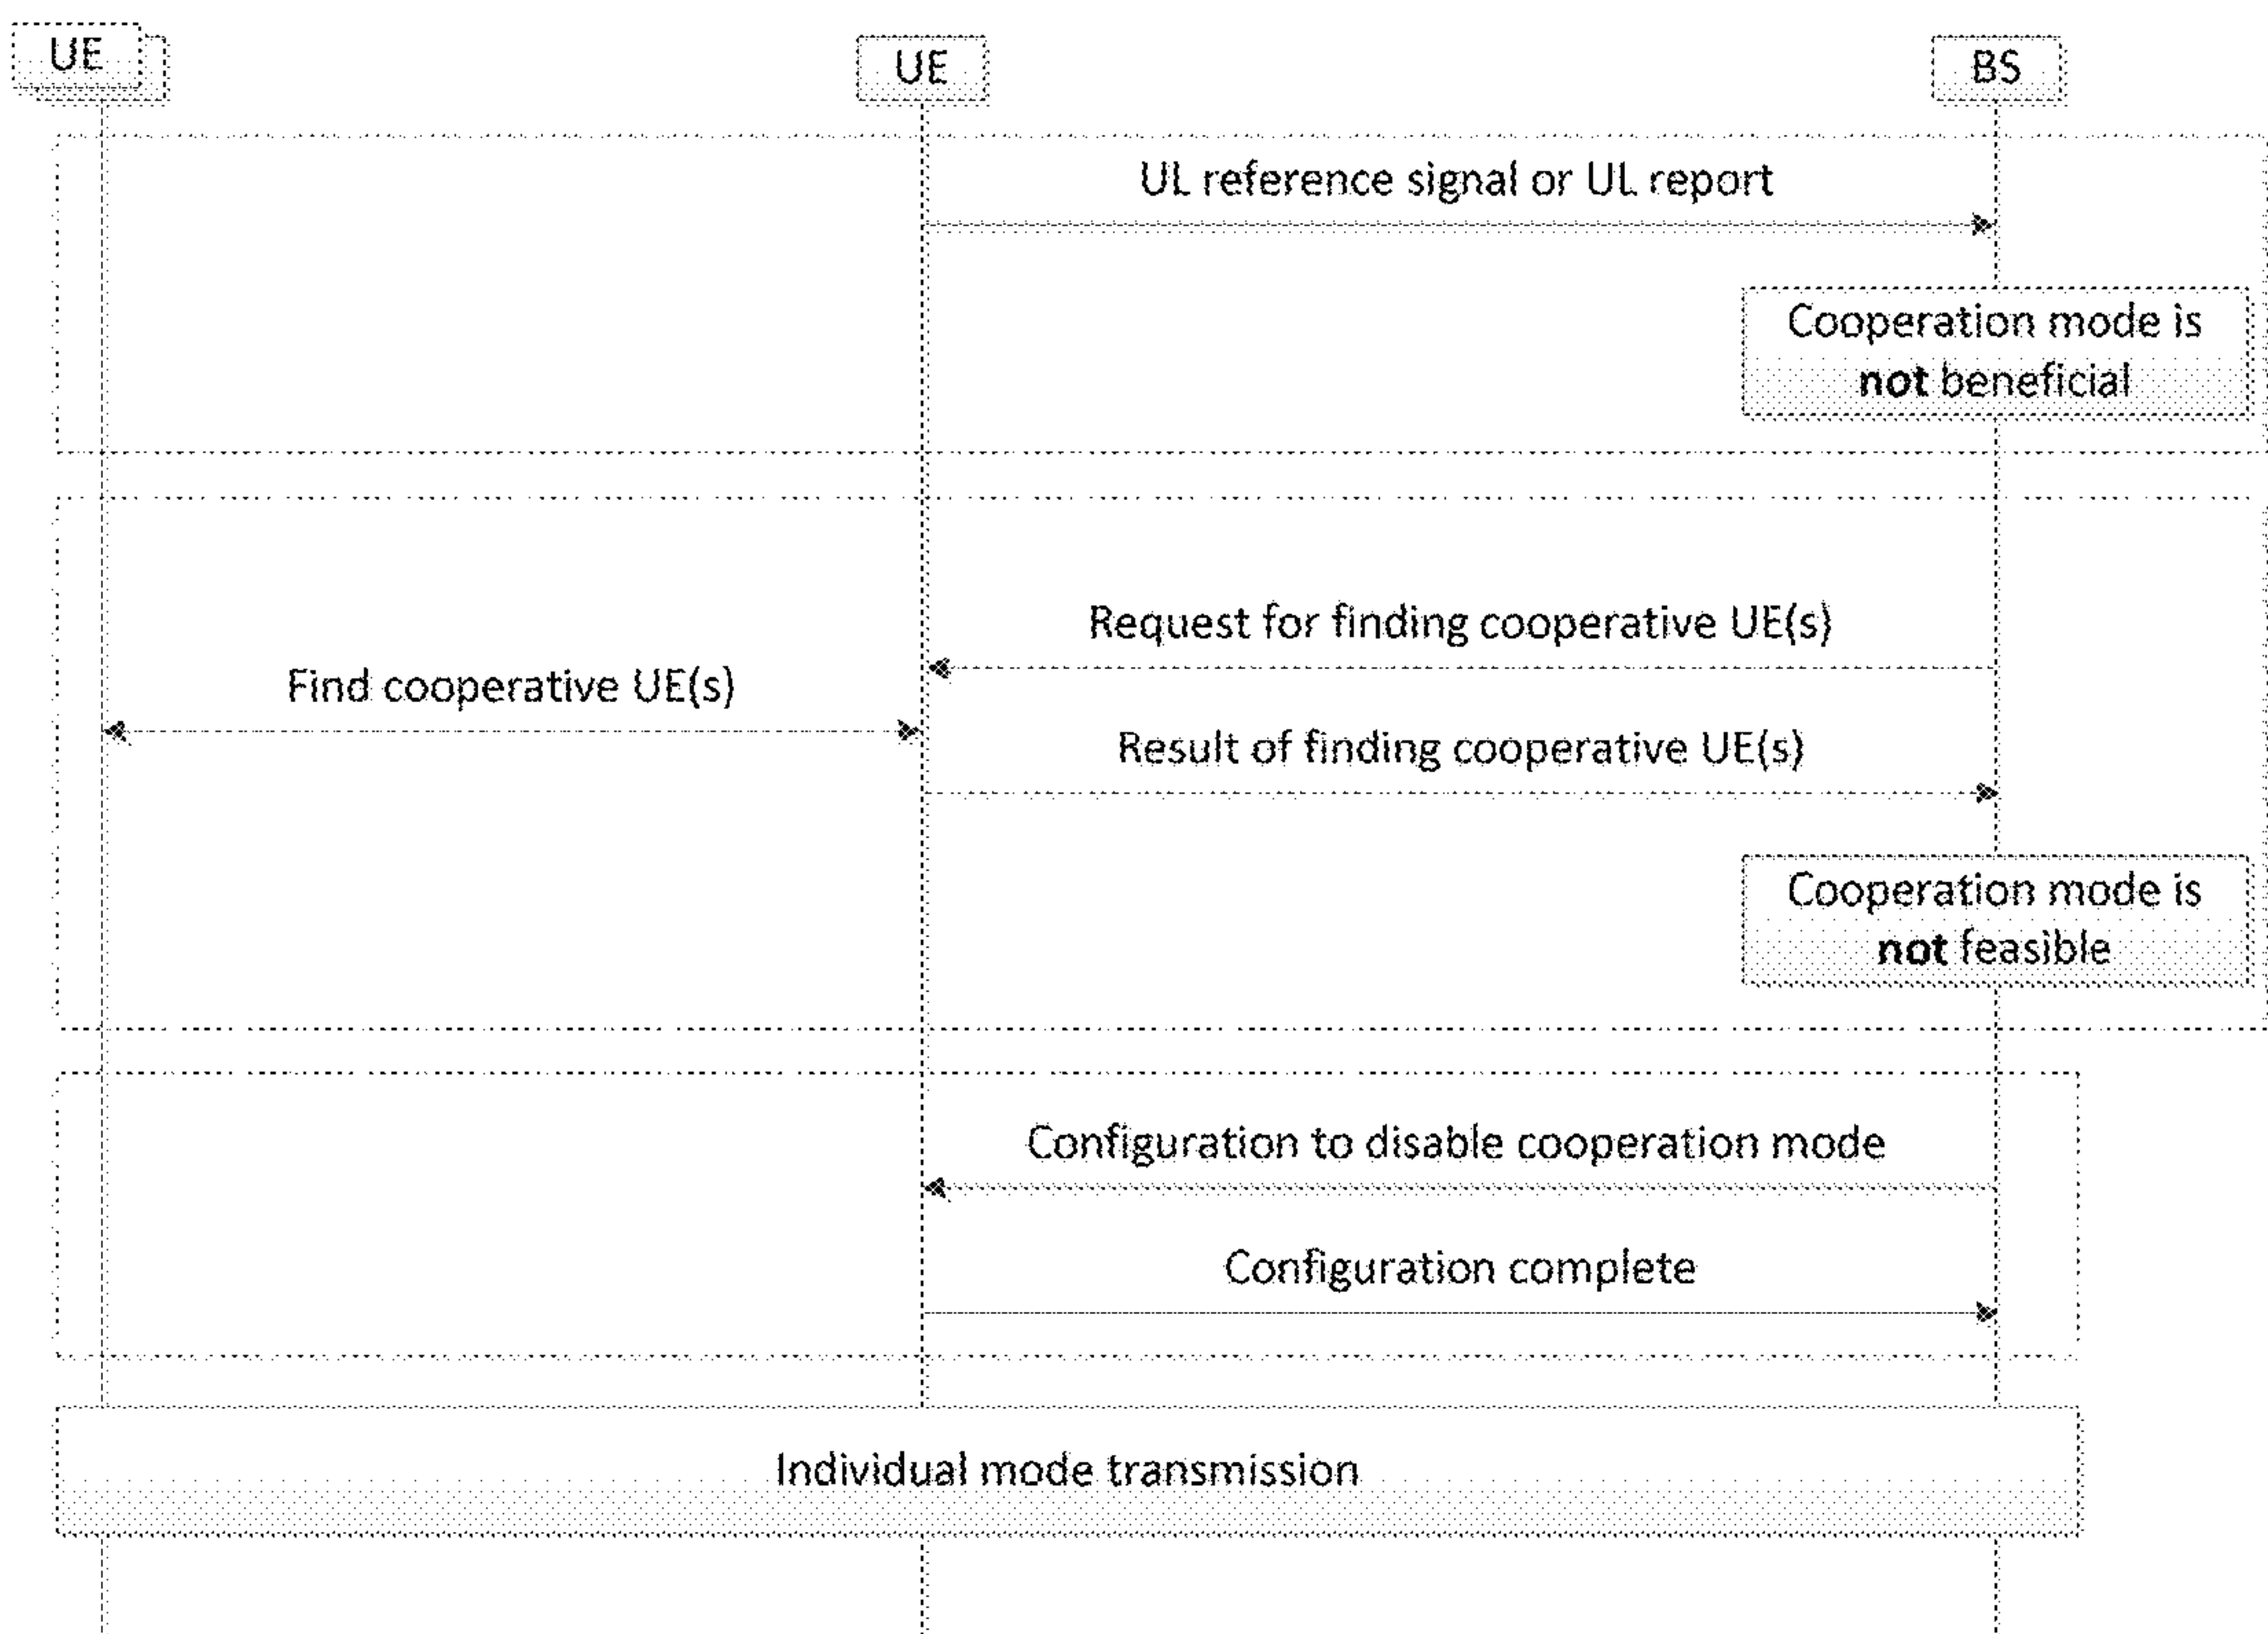 UE
UE
BS
UL reference signal or UL report
Cooperation mode is
not beneficial
Request for finding cooperative UE(s)
Find cooperative UE(s)
Result of finding cooperative UE(s)
Cooperation mode is
not feasible
Configuration to disable cooperation mode
Configuration complete
Individual mode transmission